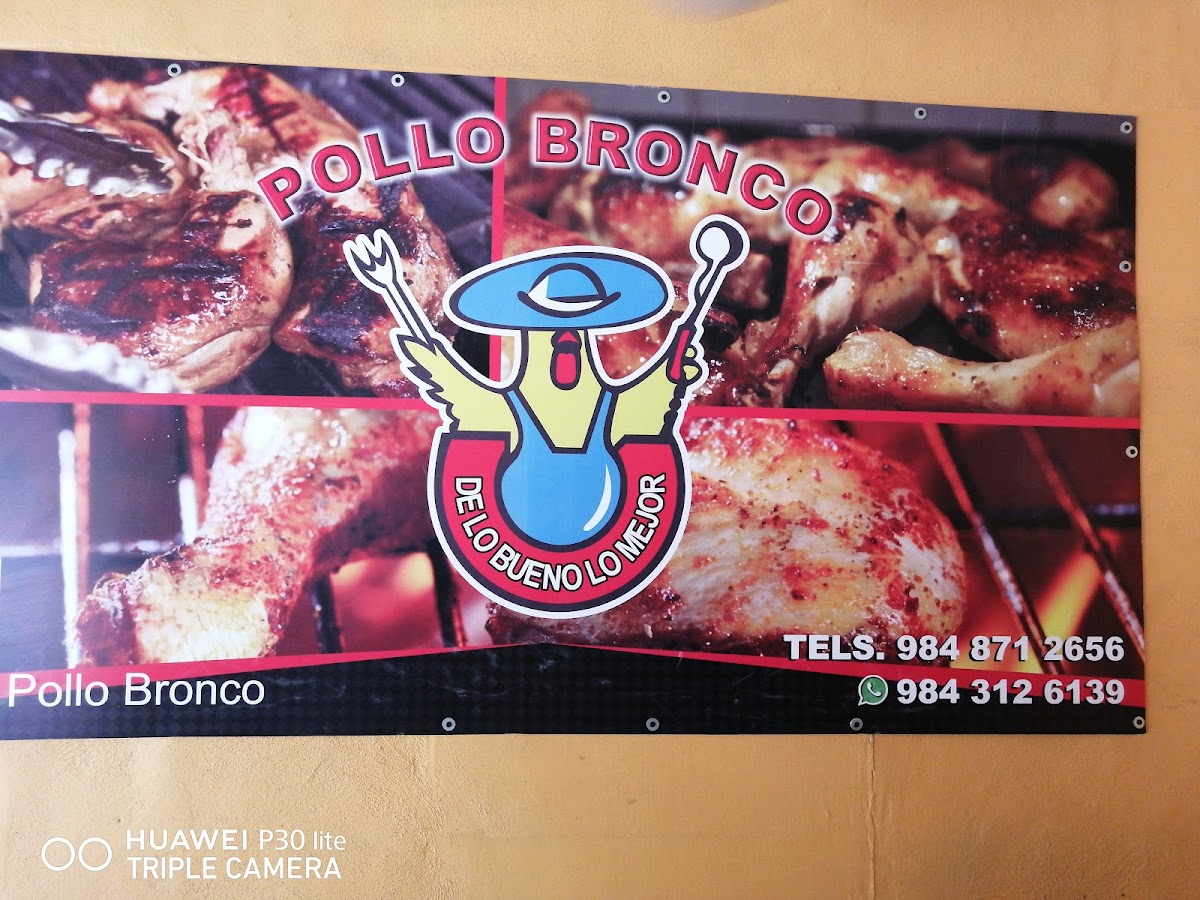 POLLO BRONCO
DE LO BUENO LO MEJOR
TELS. 984 871 2656
984 312 6139
Pollo Bronco
HUAWEI P30 lite
TRIPLE CAMERA